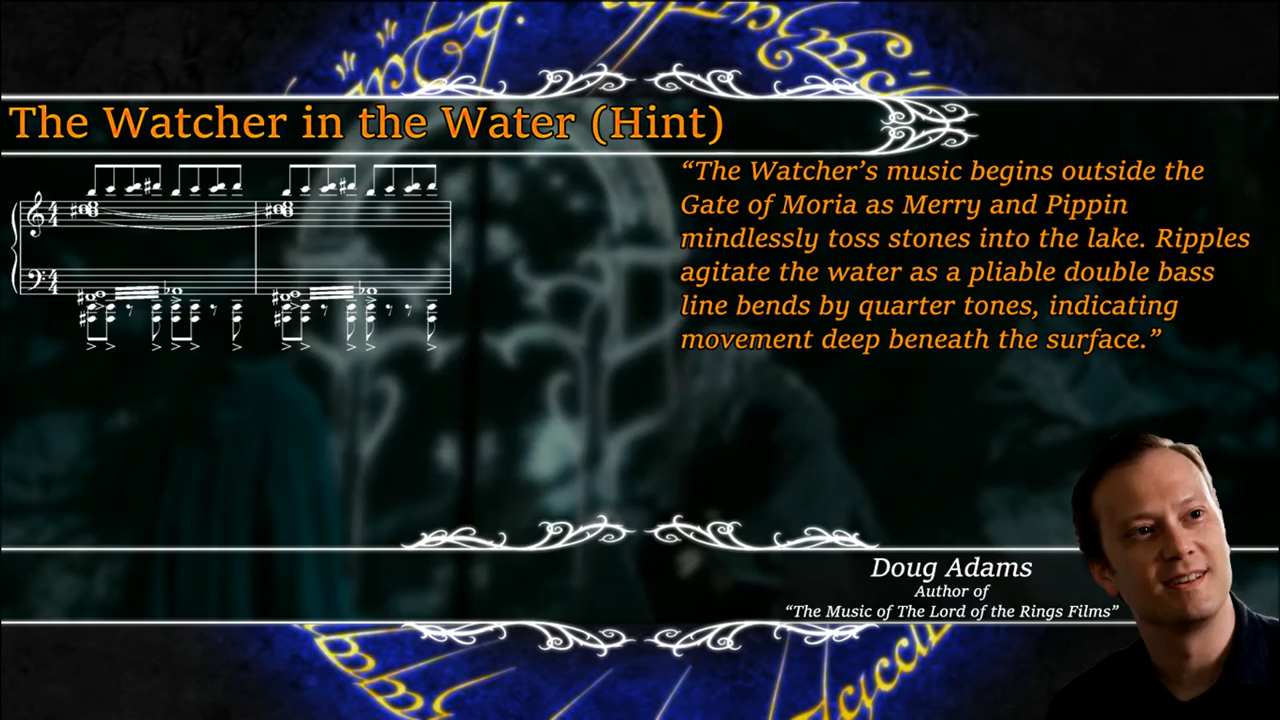 The Watcher in the Water (Hint)
“The Watcher’s music begins outside the
Gate of Moria as Merry and Pippin
mindlessly toss stones into the lake. Ripples
agitate the water as a pliable double bass
line bends by quarter tones, indicating
movement deep beneath the surface.”
Doug Adams
Author of
“The Music of The Lord of the Rings Films”